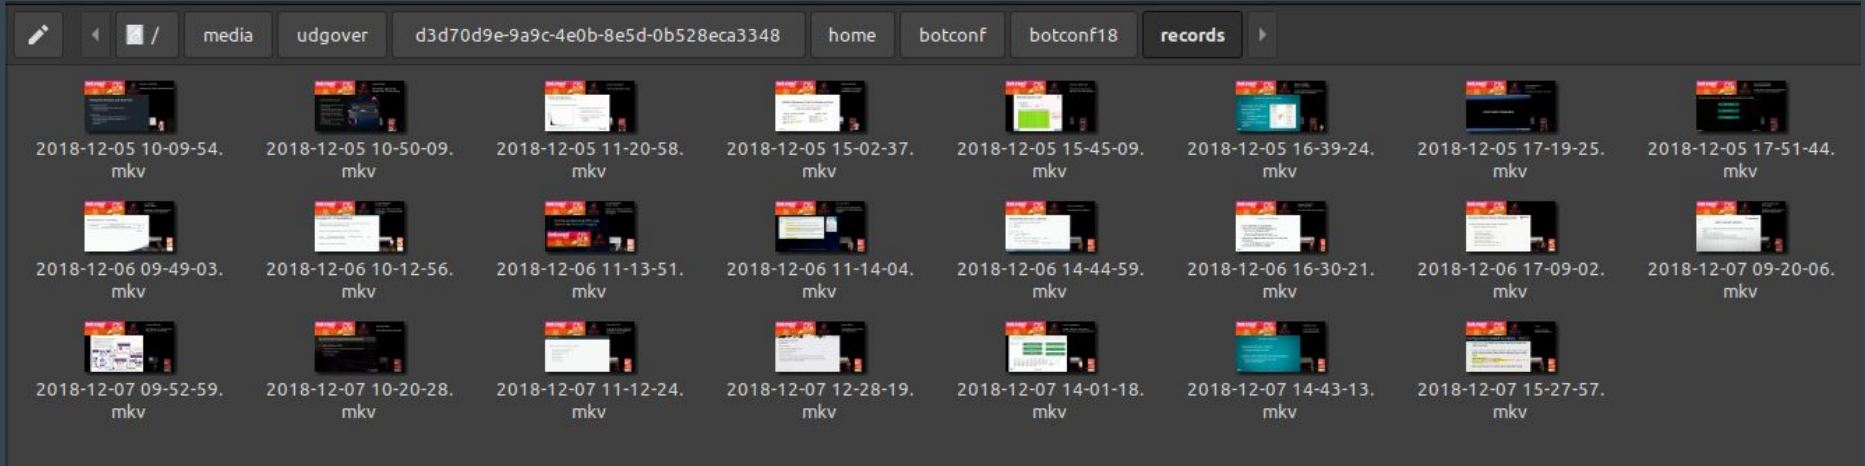 / media udgover d3d70d9e-9a9c-4e0b-8e5d-0b528eca3348 home botconf botconf18 records
2018-12-05 10-09-54.mkv
2018-12-05 10-50-09.mkv
2018-12-05 11-20-58.mkv
2018-12-05 15-02-37.mkv
2018-12-05 15-45-09.mkv
2018-12-05 16-39-24.mkv
2018-12-05 17-19-25.mkv
2018-12-05 17-51-44.mkv
2018-12-06 09-49-03.mkv
2018-12-06 10-12-56.mkv
2018-12-06 11-13-51.mkv
2018-12-06 11-14-04.mkv
2018-12-06 14-44-59.mkv
2018-12-06 16-30-21.mkv
2018-12-06 17-09-02.mkv
2018-12-07 09-20-06.mkv
2018-12-07 09-52-59.mkv
2018-12-07 10-20-28.mkv
2018-12-07 11-12-24.mkv
2018-12-07 12-28-19.mkv
2018-12-07 14-01-18.mkv
2018-12-07 14-43-13.mkv
2018-12-07 15-27-57.mkv